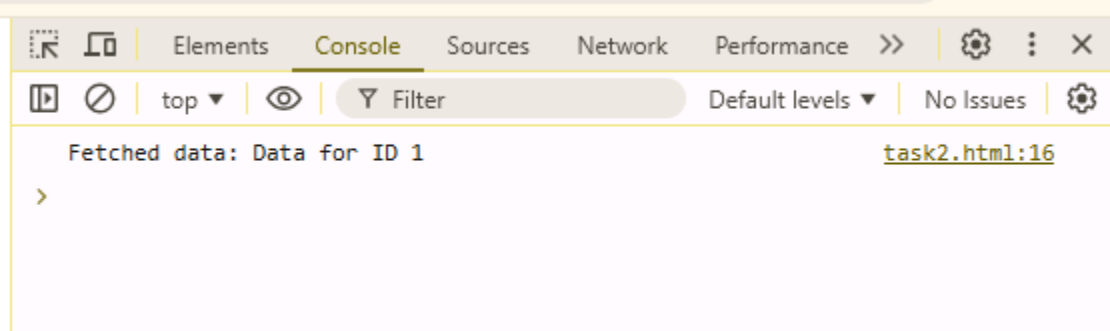 Elements Console Sources Network Performance
top Filter Default levels No Issues
Fetched data: Data for ID 1 task2.html:16